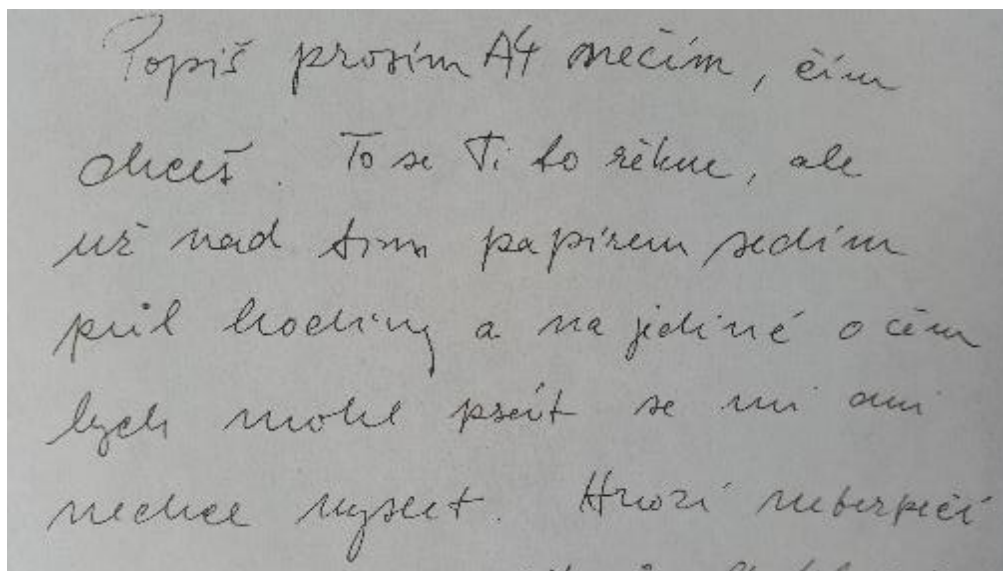 Popiš prosím A4 něčím, čím
chceš. To se Ti to řekne, ale
už nad tím papírem sedím
půl hodiny a na jediné o čem
bych mohl psát se mi ani
nechce myslet. Hrozí nebezpečí